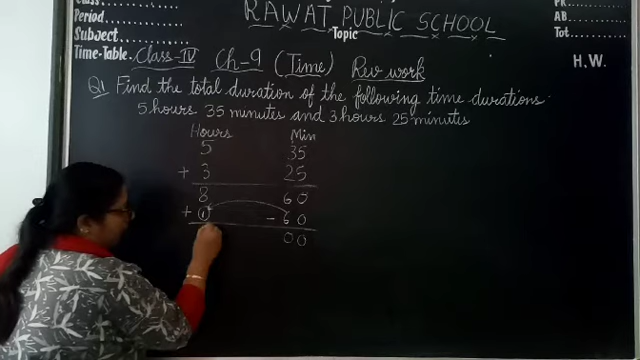 Class
PR
RAWAT PUBLIC SCHOOL
Period
AB
Subject
Topic
Tot
Time-Table Class-IV Ch-9 (Time) Rev work
H.W.
Q1 Find the total duration of the following time durations.
5 hours 35 minutes and 3 hours 25 minutes
Hours Min
5 35
+ 3 25
8 60
+ 1 - 60
00